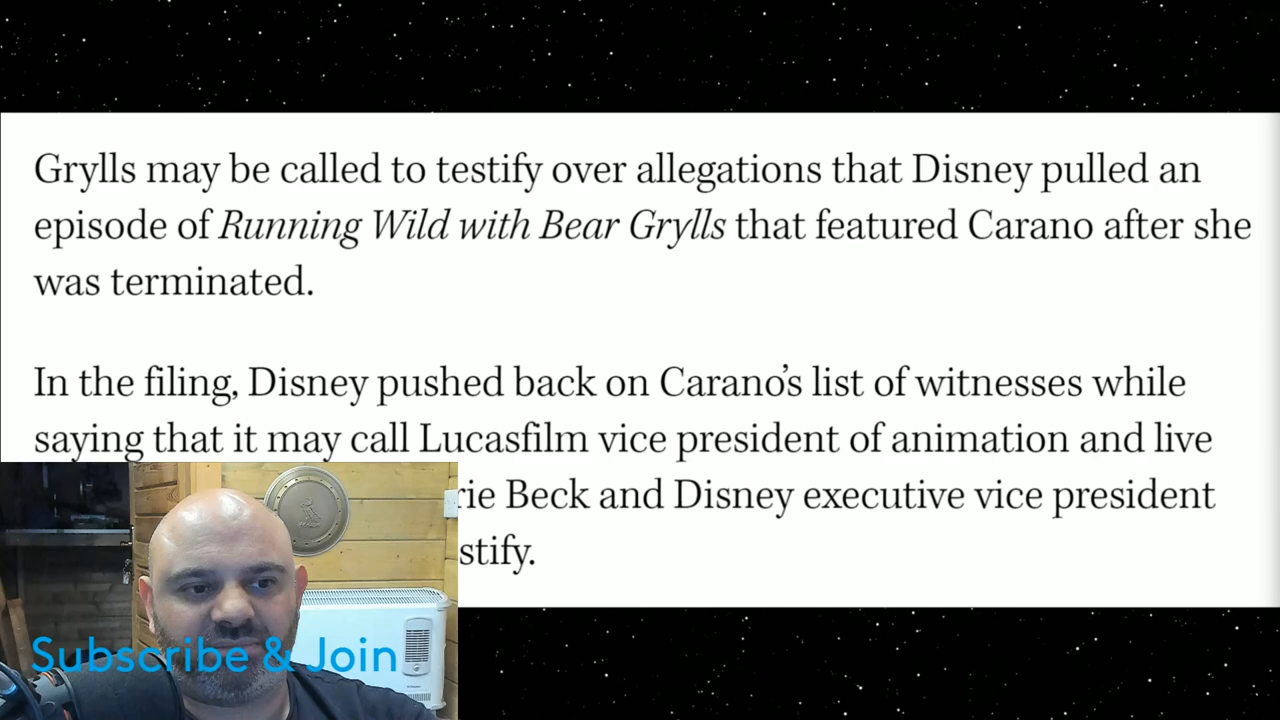 Grylls may be called to testify over allegations that Disney pulled an
episode of Running Wild with Bear Grylls that featured Carano after she
was terminated.
In the filing, Disney pushed back on Carano's list of witnesses while
saying that it may call Lucasfilm vice president of animation and live
Beck and Disney executive vice president
Subscribe & Join